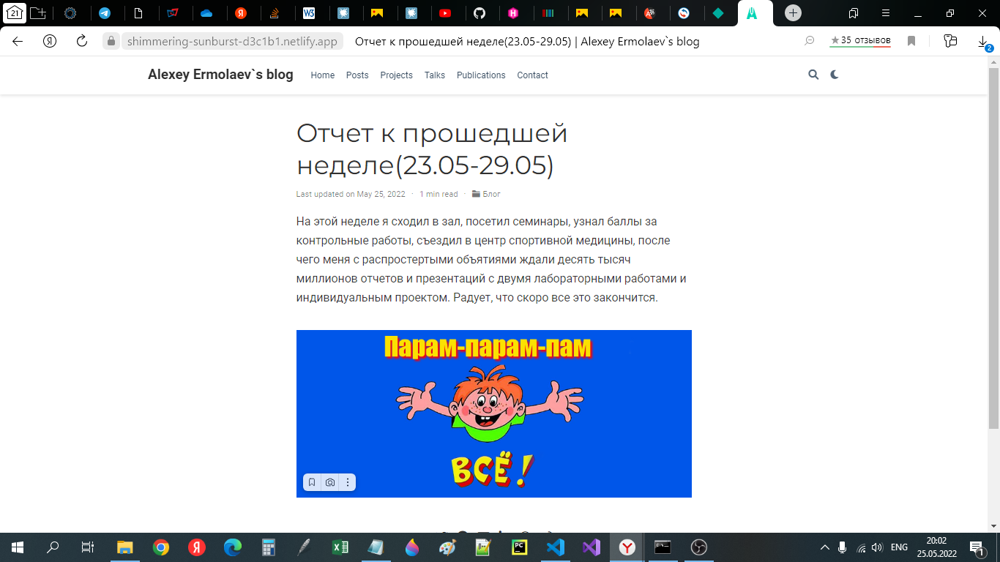 21
W3
shimmering-sunburst-d3c1b1.netlify.app
Отчет к прошедшей неделе(23.05-29.05) | Alexey Ermolaev`s blog
35 отзывов
2
Alexey Ermolaev`s blog
Home
Posts
Projects
Talks
Publications
Contact
Отчет к прошедшей
неделе(23.05-29.05)
Last updated on May 25, 2022 · 1 min read · Блог
На этой неделе я сходил в зал, посетил семинары, узнал баллы за
контрольные работы, съездил в центр спортивной медицины, после
чего меня с распростертыми объятиями ждали десять тысяч
миллионов отчетов и презентаций с двумя лабораторными работами и
индивидуальным проектом. Радует, что скоро все это закончится.
Парам-парам-пам
ВСЁ!
ENG
20:02
25.05.2022
1